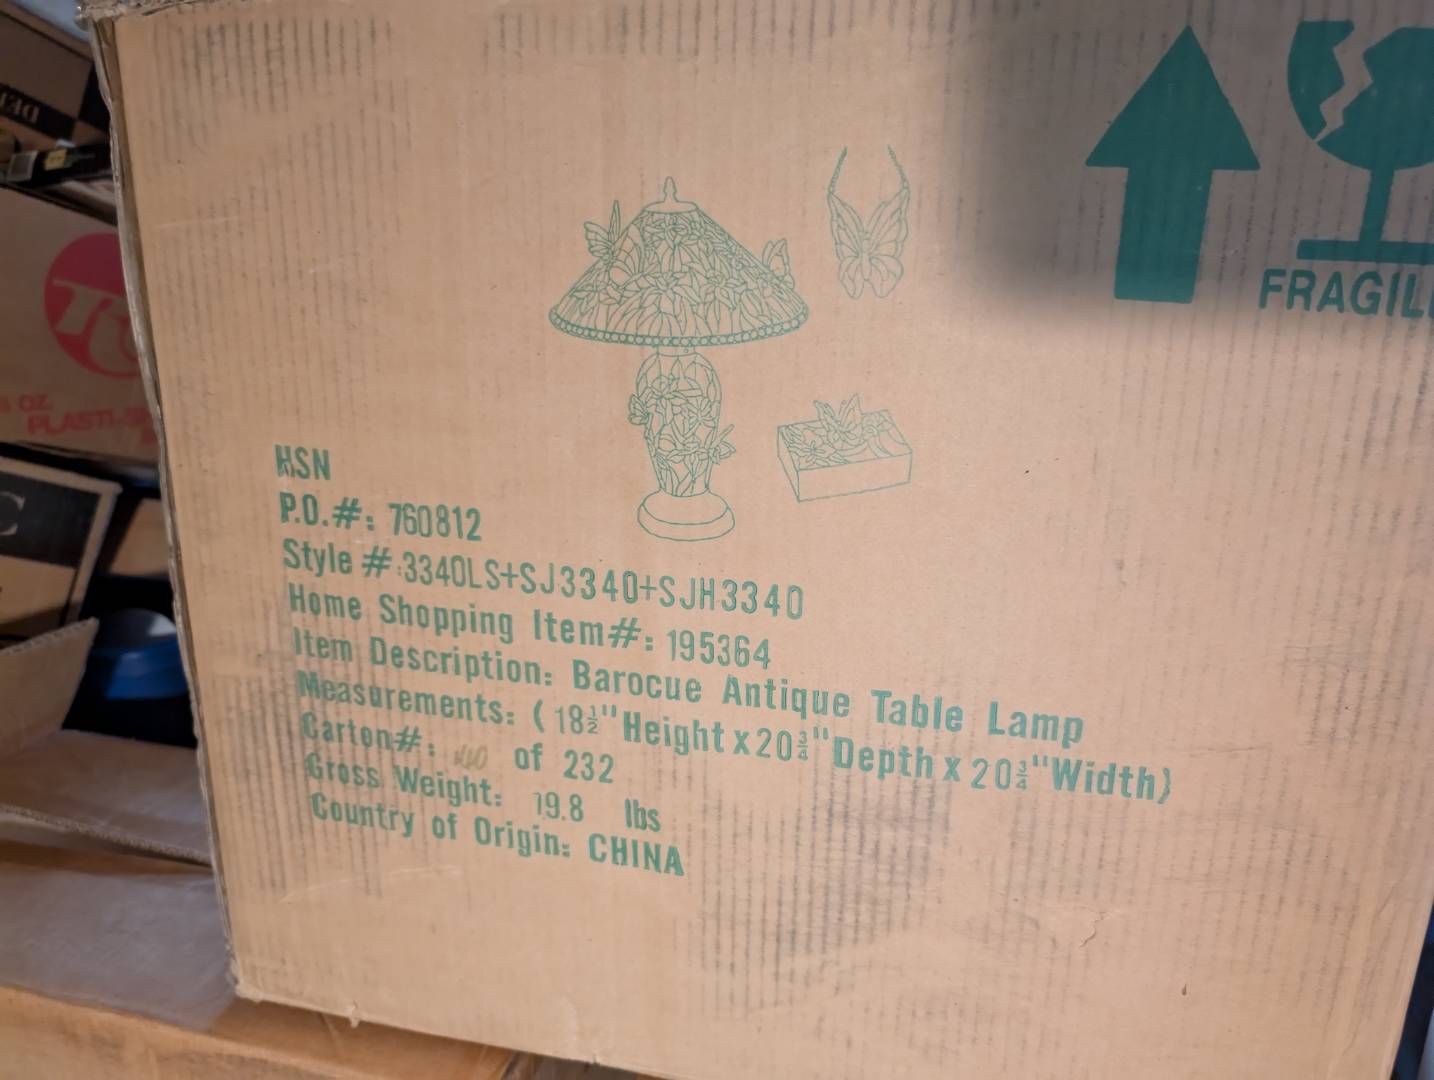 FRAGIL
HSN
P.O.#: 760812
Style #:3340LS+SJ3340+SJH3340
Home Shopping Item#: 195364
Item Description: Barocue Antique Table Lamp
Measurements: ( 18½"Height x 20¾"Depth x 20¾"Width)
Carton#: of 232
Gross Weight: 19.8 lbs
Country of Origin: CHINA
OZ
PLASTI-